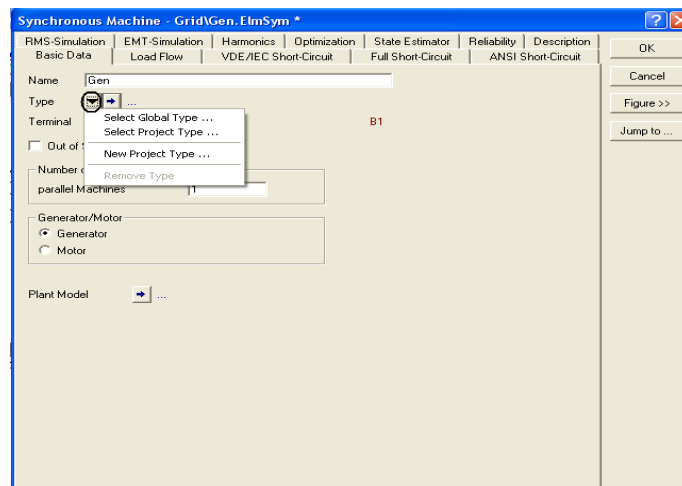 Synchronous Machine - Grid\Gen.ElmSym *
RMS-Simulation EMT-Simulation Harmonics Optimization State Estimator Reliability Description
Basic Data Load Flow VDE/IEC Short-Circuit Full Short-Circuit ANSI Short-Circuit
OK
Cancel
Figure >>
Jump to ...
Name Gen
Type ...
Terminal B1
Select Global Type ...
Select Project Type ...
New Project Type ...
Remove Type
Out of
Number
parallel Machines 1
Generator/Motor
Generator
Motor
Plant Model ...